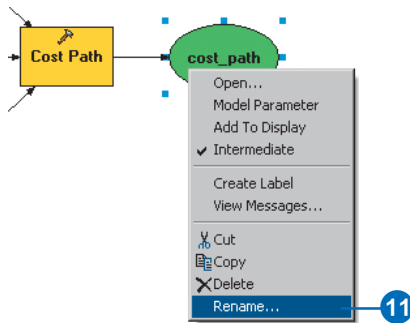 Cost Path
cost_path
Open...
Model Parameter
Add To Display
Intermediate
Create Label
View Messages...
Cut
Copy
Delete
Rename...
11